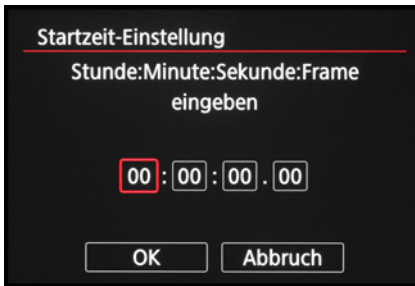 Startzeit-Einstellung
Stunde:Minute:Sekunde:Frame
eingeben
00 : 00 : 00 . 00
OK Abbruch